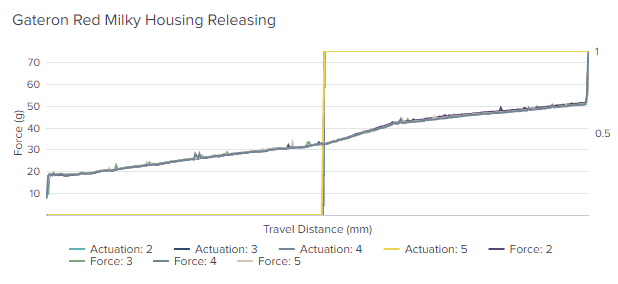 Gateron Red Milky Housing Releasing
70
60
50
40
30
20
10
Force (g)
1
0.5
Travel Distance (mm)
Actuation: 2 Actuation: 3 Actuation: 4 Actuation: 5 Force: 2
Force: 3 Force: 4 Force: 5